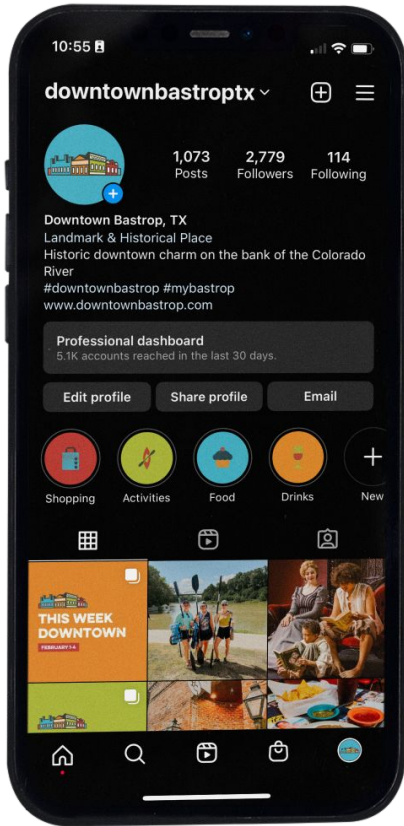 10:55
downtownbastroptx
1,073
Posts
2,779
Followers
114
Following
Downtown Bastrop, TX
Landmark & Historical Place
Historic downtown charm on the bank of the Colorado
River
#downtownbastrop #mybastrop
www.downtownbastrop.com
Professional dashboard
5.1K accounts reached in the last 30 days.
Edit profile
Share profile
Email
Shopping
Activities
Food
Drinks
New
THIS WEEK
DOWNTOWN
FEBRUARY 1-4